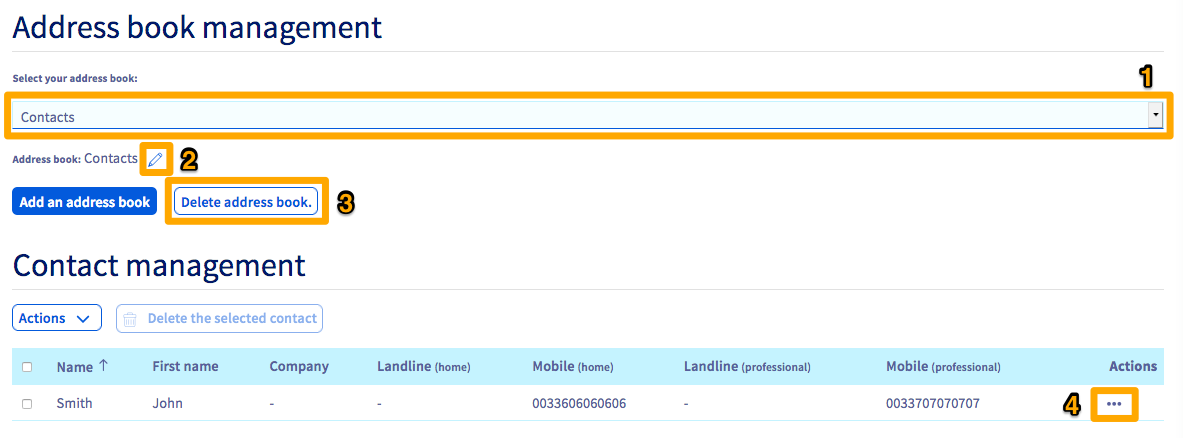 Address book management
Select your address book:
1
Contacts
Address book: Contacts 2
Add an address book Delete address book. 3
Contact management
Actions Delete the selected contact
Name ↑ First name Company Landline (home) Mobile (home) Landline (professional) Mobile (professional) Actions
Smith John - - 0033606060606 - 0033707070707 4 •••